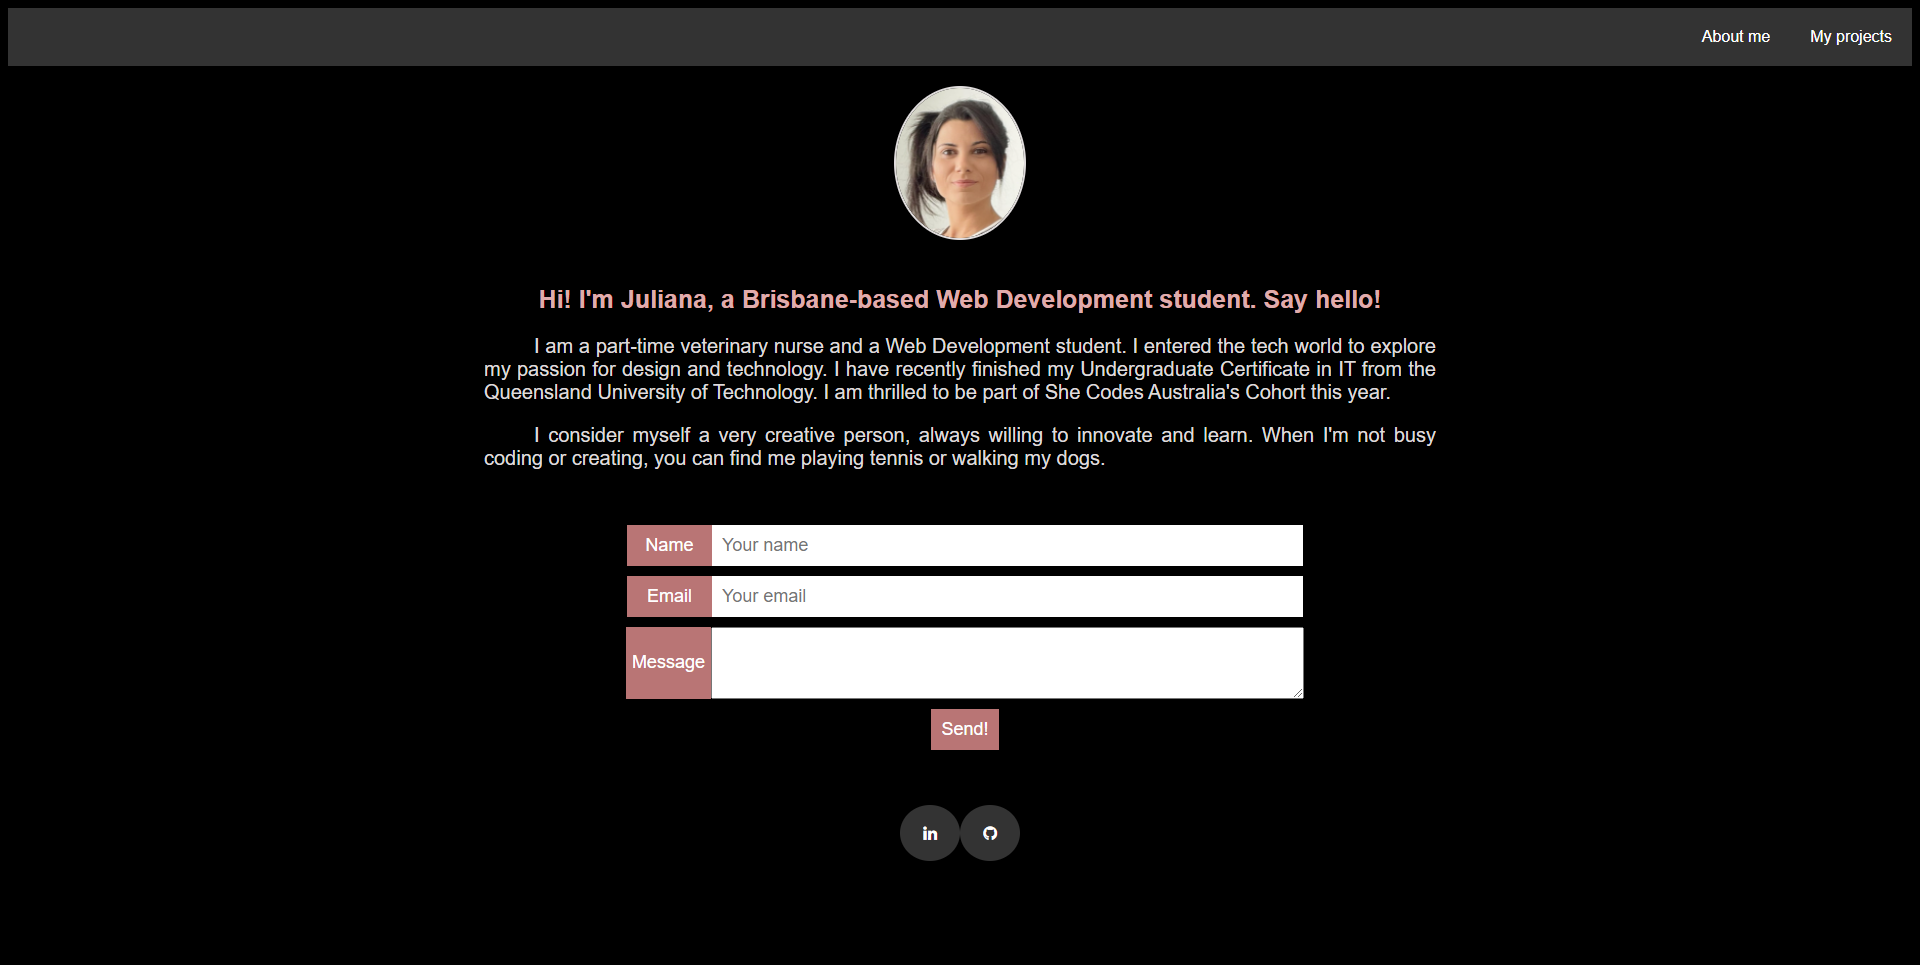 About me My projects
Hi! I'm Juliana, a Brisbane-based Web Development student. Say hello!
I am a part-time veterinary nurse and a Web Development student. I entered the tech world to explore
my passion for design and technology. I have recently finished my Undergraduate Certificate in IT from the
Queensland University of Technology. I am thrilled to be part of She Codes Australia's Cohort this year.
I consider myself a very creative person, always willing to innovate and learn. When I'm not busy
coding or creating, you can find me playing tennis or walking my dogs.
Name Your name
Email Your email
Message
Send!
in